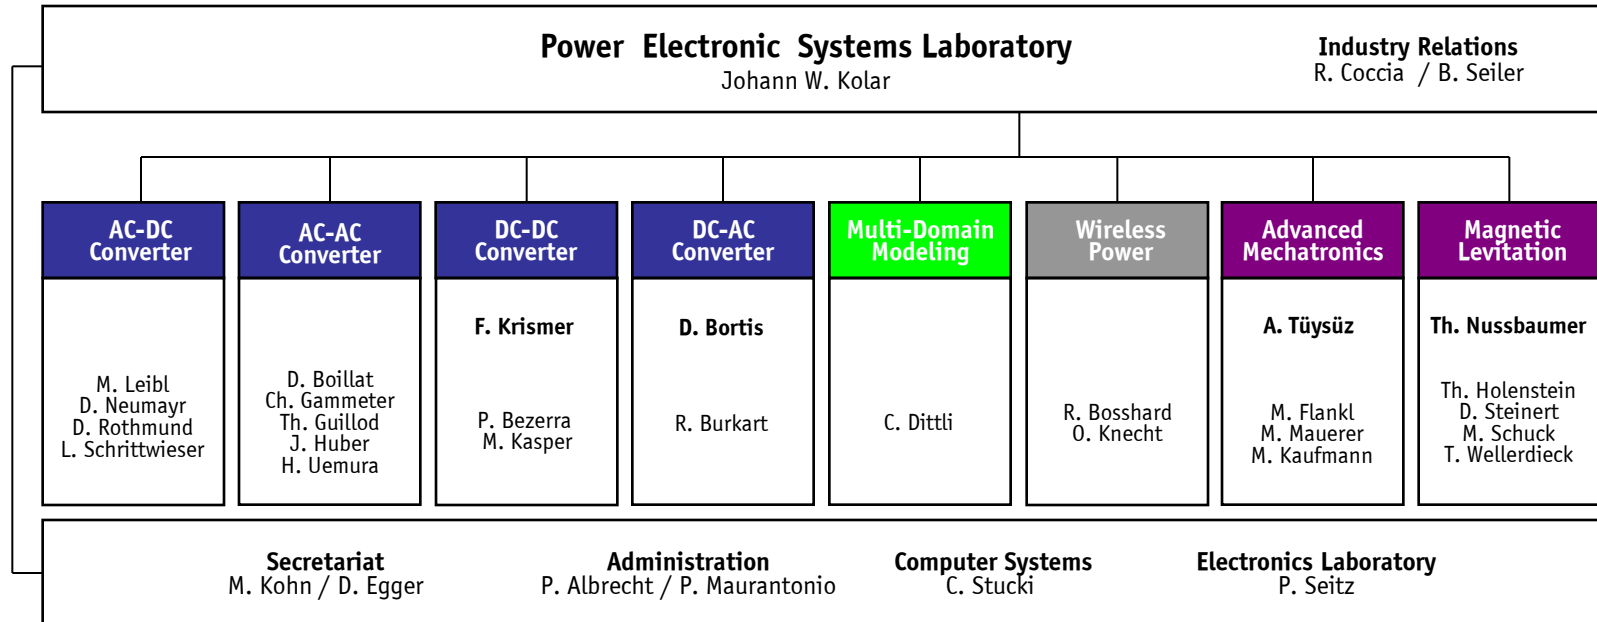 Power Electronic Systems Laboratory
Johann W. Kolar
Industry Relations
R. Coccia / B. Seiler
AC-DC
Converter
M. Leibl
D. Neumayr
D. Rothmund
L. Schrittwieser
AC-AC
Converter
D. Boillat
Ch. Gammeter
Th. Guillod
J. Huber
H. Uemura
DC-DC
Converter
F. Krismer
P. Bezerra
M. Kasper
DC-AC
Converter
D. Bortis
R. Burkart
Multi-Domain
Modeling
C. Dittli
Wireless
Power
R. Bosshard
O. Knecht
Advanced
Mechatronics
A. Tüysüz
M. Flankl
M. Mauerer
M. Kaufmann
Magnetic
Levitation
Th. Nussbaumer
Th. Holenstein
D. Steinert
M. Schuck
T. Wellerdieck
Secretariat
M. Kohn / D. Egger
Administration
P. Albrecht / P. Maurantonio
Computer Systems
C. Stucki
Electronics Laboratory
P. Seitz